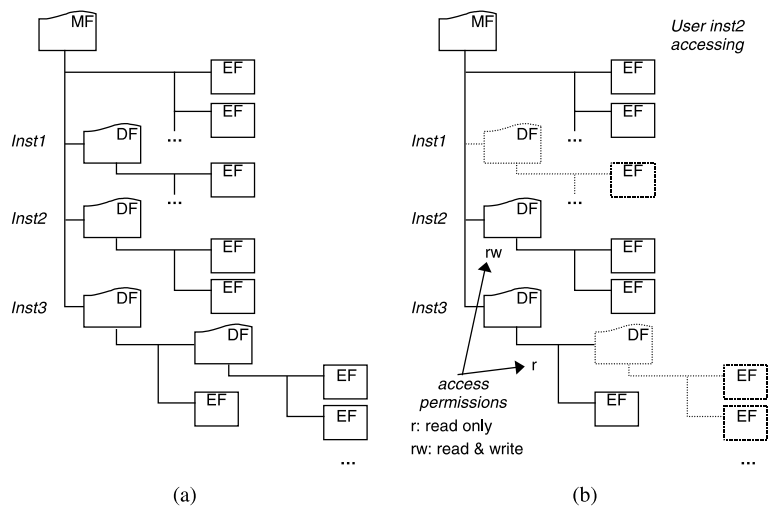 MF
EF
EF
...
Inst1
DF
EF
...
Inst2
DF
EF
EF
Inst3
DF
DF
EF
EF
EF
...
(a)
MF
User inst2
accessing
EF
EF
...
Inst1
DF
EF
...
Inst2
DF
rw
EF
EF
Inst3
DF
DF
r
EF
access
permissions
EF
EF
r: read only
rw: read & write
...
(b)